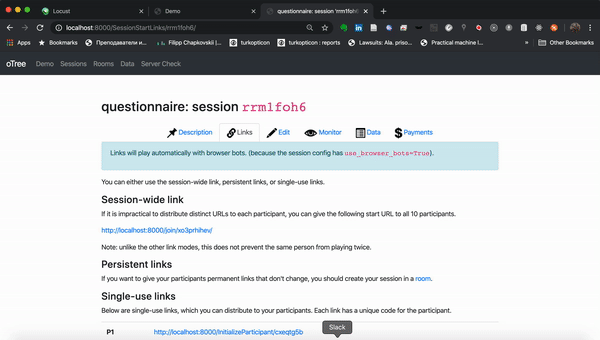 Locust
Demo
questionnaire: session 'rrm1foh6'
localhost:8000/SessionStartLinks/rrm1foh6/
Apps
Bookmarks
Преподаватели и...
Filipp Chapkovskii |...
turkopticon
turkopticon : reports
Lawsuits: Ala. priso...
Practical machine l...
»
Other Bookmarks
oTree Demo Sessions Rooms Data Server Check
questionnaire: session rrm1foh6
Description Links Edit Monitor Data Payments
Links will play automatically with browser bots. (because the session config has use_browser_bots=True).
You can either use the session-wide link, persistent links, or single-use links.
Session-wide link
If it is impractical to distribute distinct URLs to each participant, you can give the following start URL to all 10 participants.
http://localhost:8000/join/xo3prhihev/
Note: unlike the other link modes, this does not prevent the same person from playing twice.
Persistent links
If you want to give your participants permanent links that don't change, you should create your session in a room.
Single-use links
Below are single-use links, which you can distribute to your participants. Each link has a unique code for the participant.
P1 http://localhost:8000/InitializeParticipant/cxeqtg5b
Slack